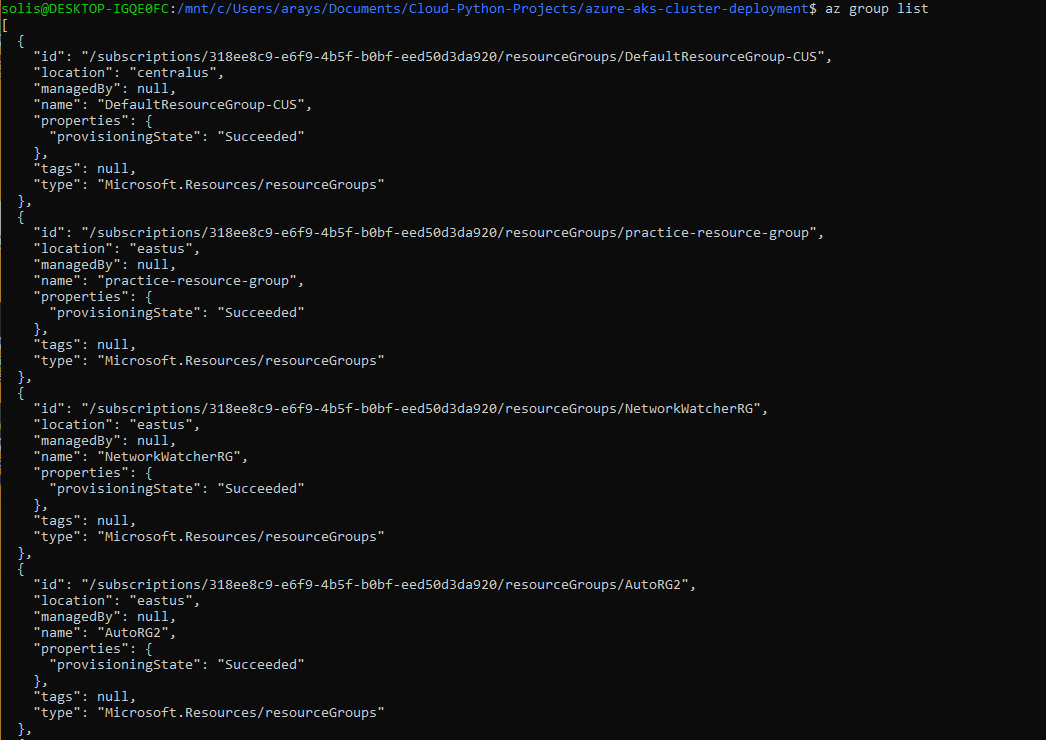 solis@DESKTOP-IGQE0FC:/mnt/c/Users/arays/Documents/Cloud-Python-Projects/azure-aks-cluster-deployment$ az group list
[
  {
    "id": "/subscriptions/318ee8c9-e6f9-4b5f-b0bf-eed50d3da920/resourceGroups/DefaultResourceGroup-CUS",
    "location": "centralus",
    "managedBy": null,
    "name": "DefaultResourceGroup-CUS",
    "properties": {
      "provisioningState": "Succeeded"
    },
    "tags": null,
    "type": "Microsoft.Resources/resourceGroups"
  },
  {
    "id": "/subscriptions/318ee8c9-e6f9-4b5f-b0bf-eed50d3da920/resourceGroups/practice-resource-group",
    "location": "eastus",
    "managedBy": null,
    "name": "practice-resource-group",
    "properties": {
      "provisioningState": "Succeeded"
    },
    "tags": null,
    "type": "Microsoft.Resources/resourceGroups"
  },
  {
    "id": "/subscriptions/318ee8c9-e6f9-4b5f-b0bf-eed50d3da920/resourceGroups/NetworkWatcherRG",
    "location": "eastus",
    "managedBy": null,
    "name": "NetworkWatcherRG",
    "properties": {
      "provisioningState": "Succeeded"
    },
    "tags": null,
    "type": "Microsoft.Resources/resourceGroups"
  },
  {
    "id": "/subscriptions/318ee8c9-e6f9-4b5f-b0bf-eed50d3da920/resourceGroups/AutoRG2",
    "location": "eastus",
    "managedBy": null,
    "name": "AutoRG2",
    "properties": {
      "provisioningState": "Succeeded"
    },
    "tags": null,
    "type": "Microsoft.Resources/resourceGroups"
  },